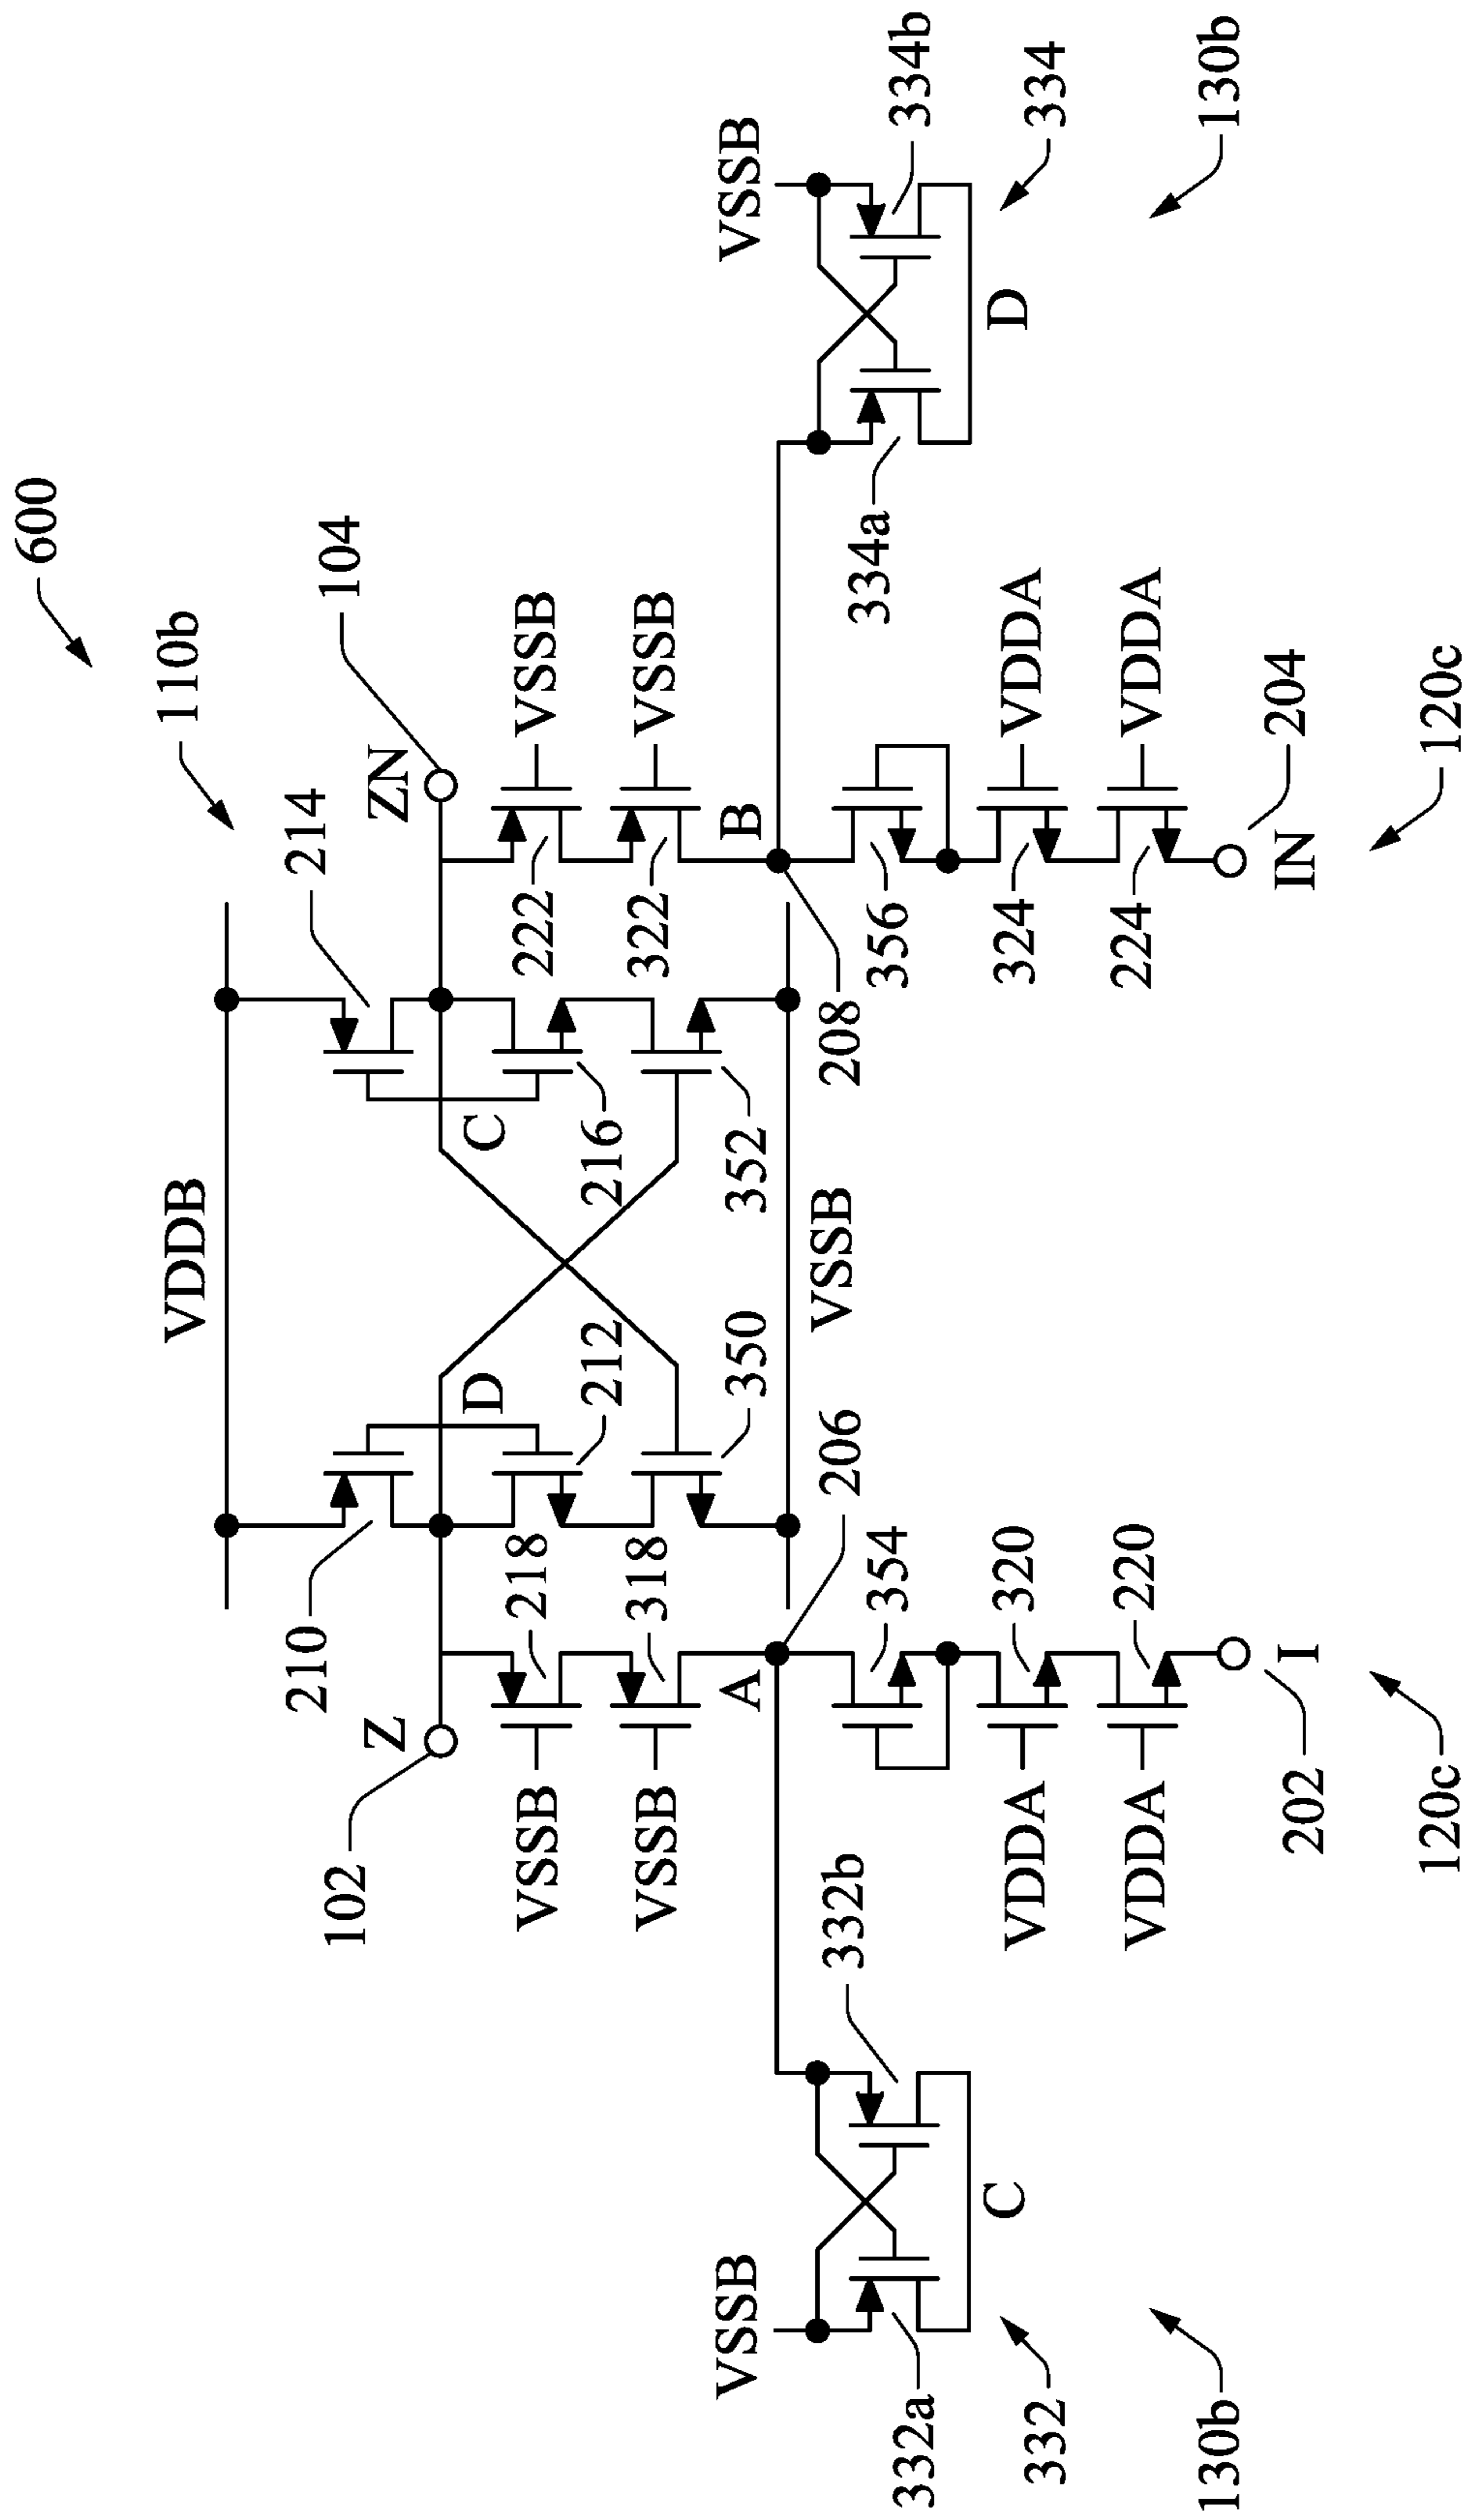 600
110b
VDDB
210
214
102
Z
ZN
104
D
C
218
VSSB
212
216
222
VSSB
318
VSSB
350
352
322
VSSB
A
B
206
VSSB
208
VSSB
332b
354
356
VSSB
332a
C
332
334a
334b
D
334
VDDA
320
324
VDDA
VDDA
220
224
VDDA
130b
130b
202
I
IN
204
120c
120c